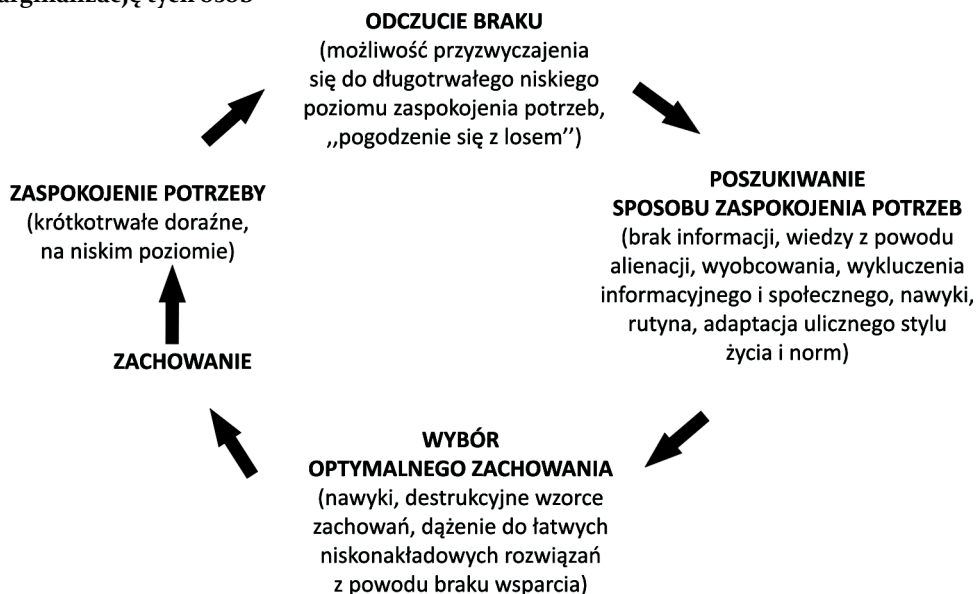 marginalizację tych osób
ODCZUCIE BRAKU
(możliwość przyzwyczajenia
się do długotrwałego niskiego
poziomu zaspokojenia potrzeb,
,,pogodzenie się z losem’’)
POSZUKIWANIE
SPOSOBU ZASPOKOJENIA POTRZEB
(brak informacji, wiedzy z powodu
alienacji, wyobcowania, wykluczenia
informacyjnego i społecznego, nawyki,
rutyna, adaptacja ulicznego stylu
życia i norm)
WYBÓR
OPTYMALNEGO ZACHOWANIA
(nawyki, destrukcyjne wzorce
zachowań, dążenie do łatwych
niskonakładowych rozwiązań
z powodu braku wsparcia)
ZACHOWANIE
ZASPOKOJENIE POTRZEBY
(krótkotrwałe doraźne,
na niskim poziomie)